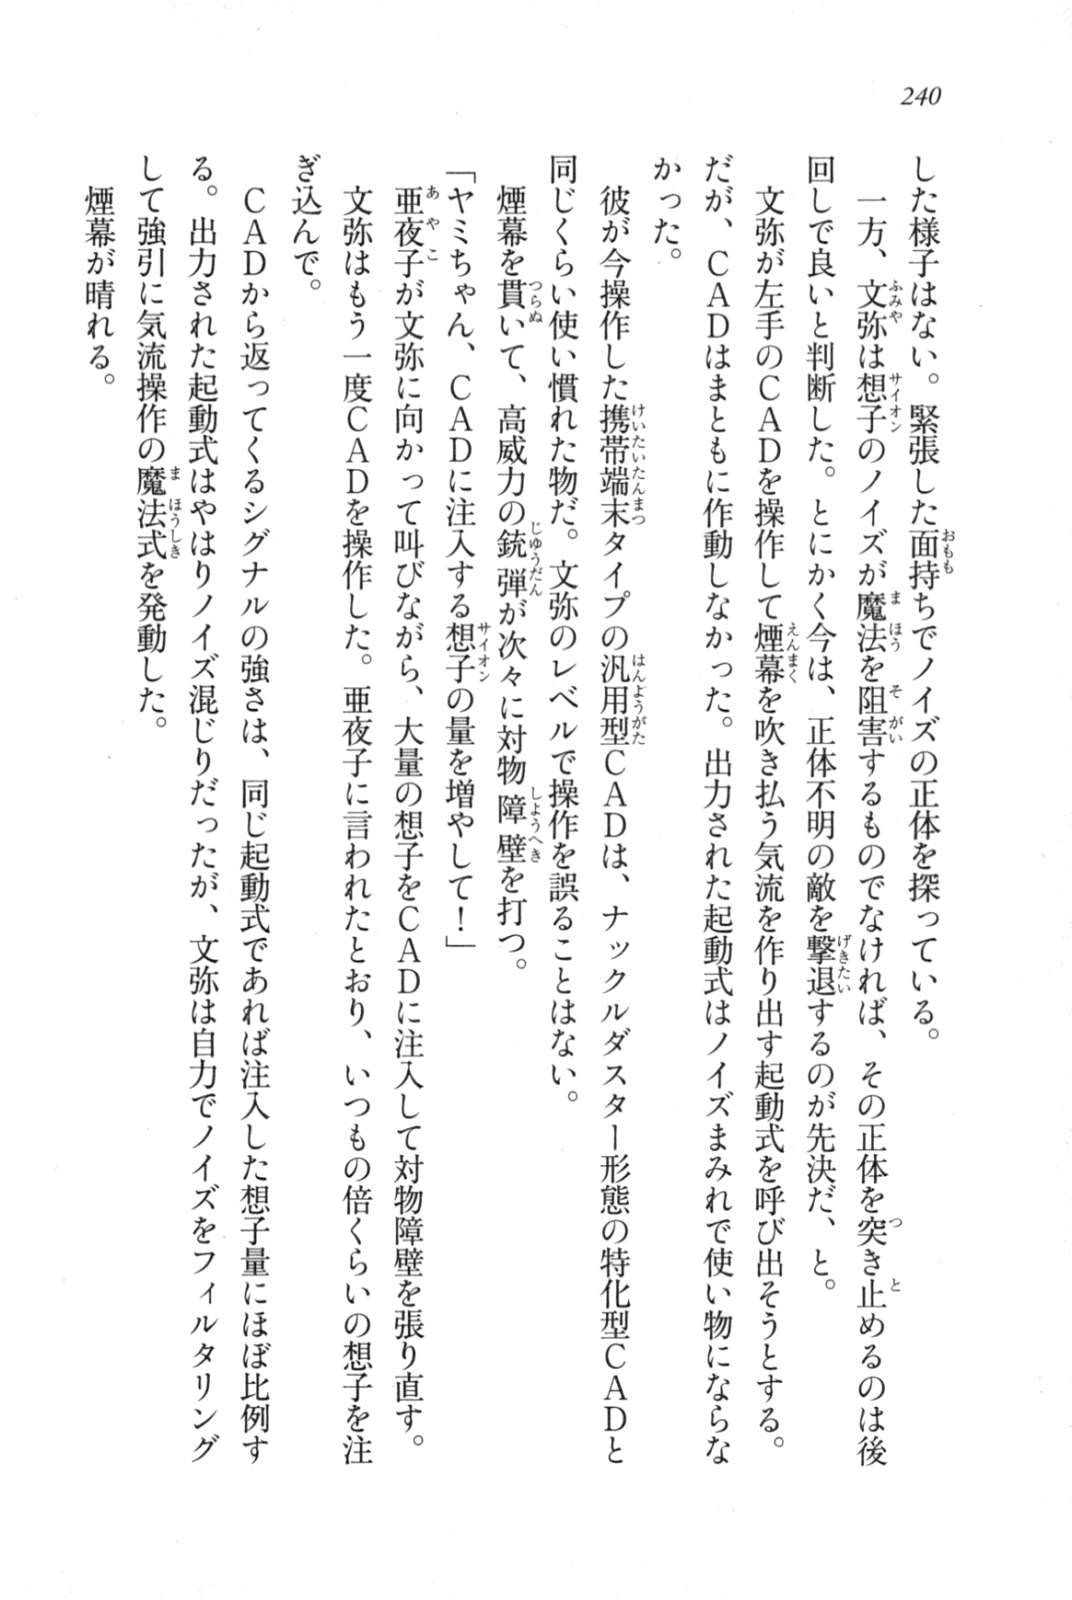 240
した様子はない。緊張した面持ちでノイズの正体を探っている。
一方、文弥は想子のノイズが魔法を阻害するものでなければ、その正体を突き止めるのは後
回しで良いと判断した。とにかく今は、正体不明の敵を撃退するのが先決だ、と。
文弥が左手のＣＡＤを操作して煙幕を吹き払う気流を作り出す起動式を呼び出そうとする。
だが、ＣＡＤはまともに作動しなかった。出力された起動式はノイズまみれで使い物にならな
かった。
彼が今操作した携帯端末タイプの汎用型ＣＡＤは、ナックルダスター形態の特化型ＣＡＤと
同じくらい使い慣れた物だ。文弥のレベルで操作を誤ることはない。
煙幕を貫いて、高威力の銃弾が次々に対物障壁を打つ。
「ヤミちゃん、ＣＡＤに注入する想子の量を増やして！」
亜夜子が文弥に向かって叫びながら、大量の想子をＣＡＤに注入して対物障壁を張り直す。
文弥はもう一度ＣＡＤを操作した。亜夜子に言われたとおり、いつもの倍くらいの想子を注
ぎ込んで。
ＣＡＤから返ってくるシグナルの強さは、同じ起動式であれば注入した想子量にほぼ比例す
る。出力された起動式はやはりノイズ混じりだったが、文弥は自力でノイズをフィルタリング
して強引に気流操作の魔法式を発動した。
煙幕が晴れる。